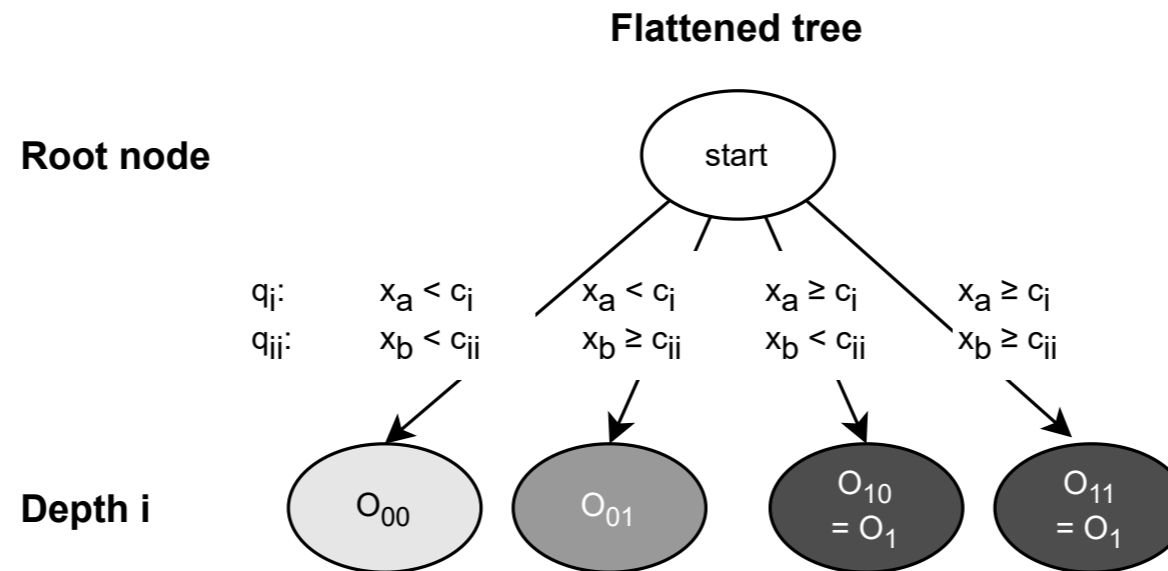 Flattened tree
Root node
start
qi: xa < ci xa < ci xa ≥ ci xa ≥ ci
qii: xb < cii xb ≥ cii xb < cii xb ≥ cii
Depth i
O00
O01
O10
= O1
O11
= O1